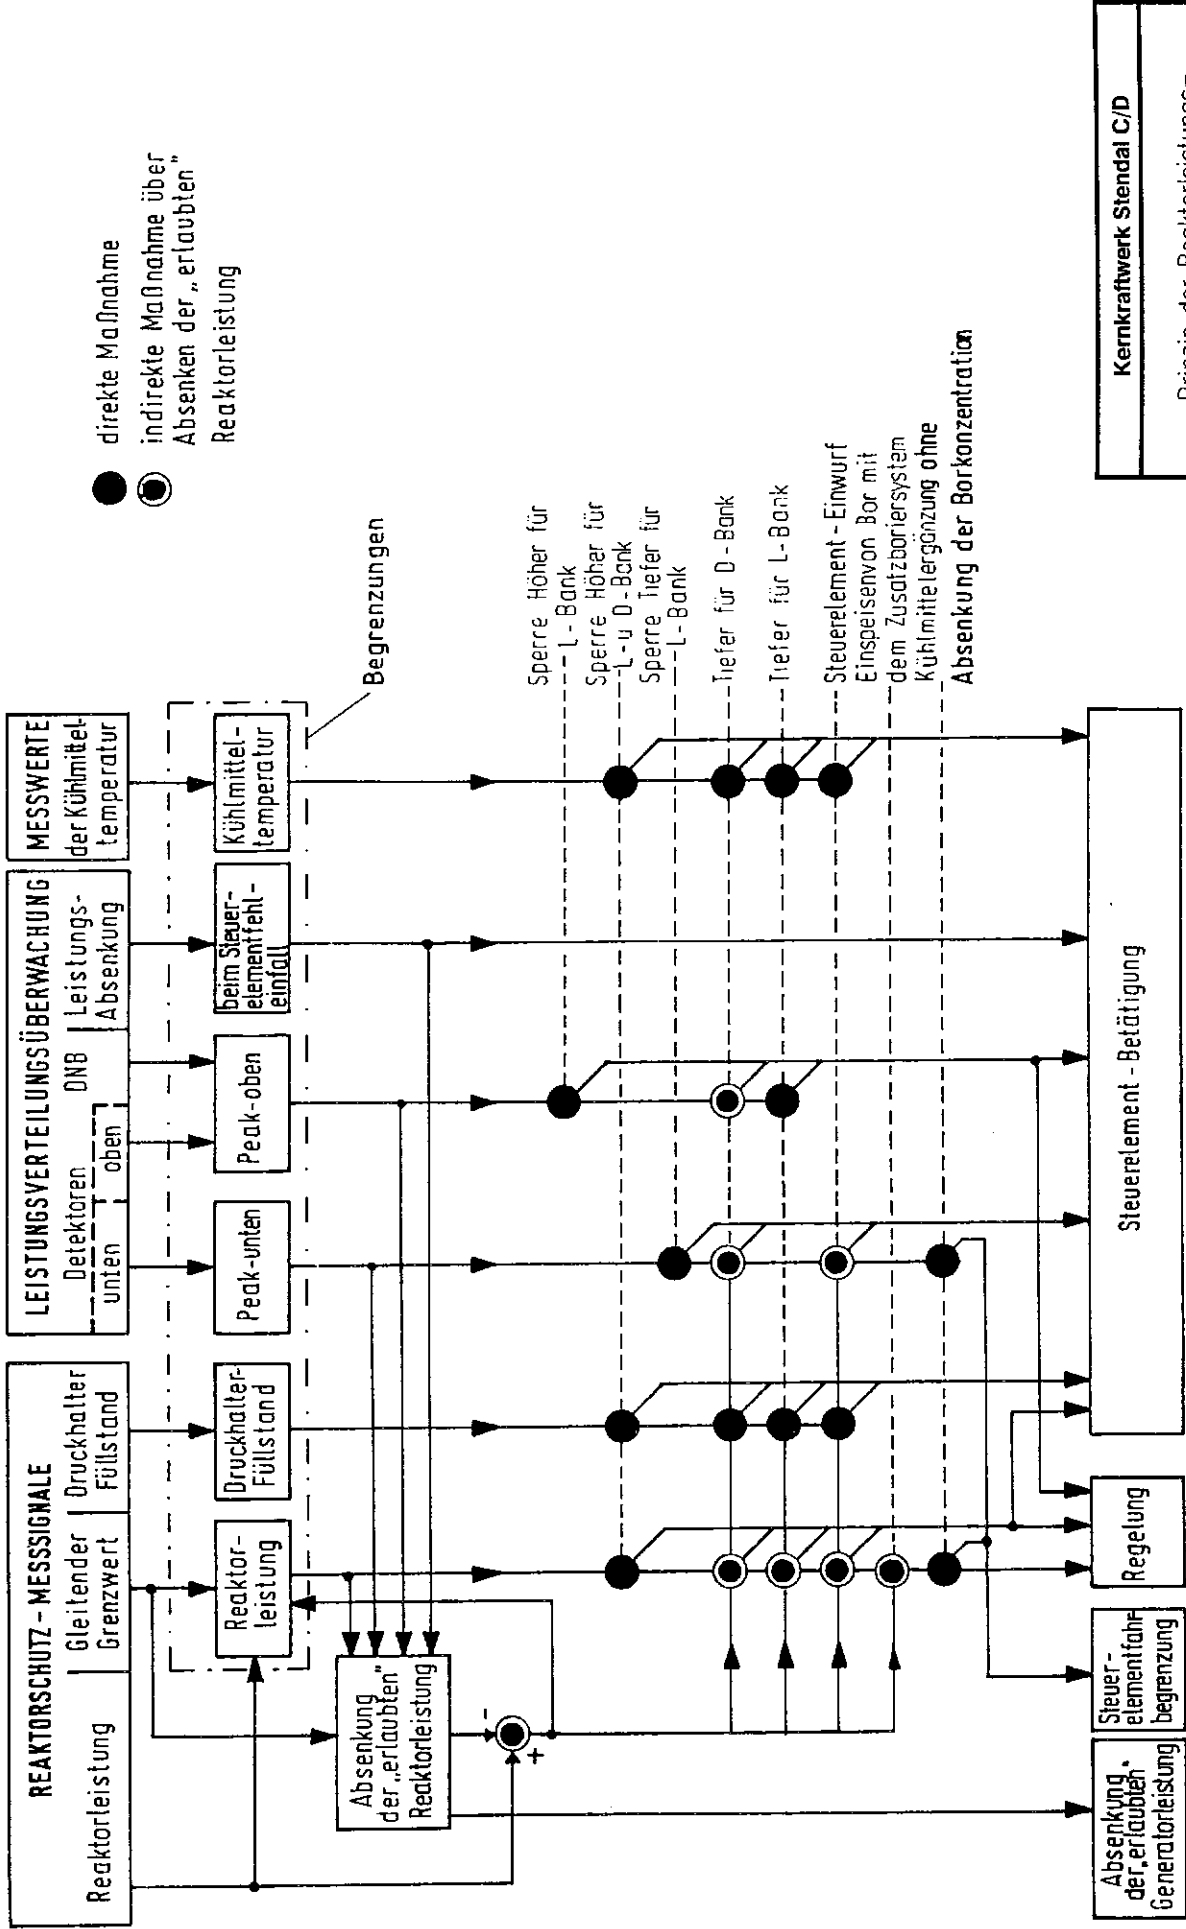 REAKTORSCHUTZ-MESSSIGNALE
Reaktorleistung
Gleitender
Grenzwert
Druckhalter
Füllstand
LEISTUNGSVERTEILUNGSÜBERWACHUNG
Detektoren
unten
oben
DNB
Leistungs-
Absenkung
MESSWERTE
der Kühlmittel-
temperatur
Reaktor-
leistung
Druckhalter-
Füllstand
Peak-unten
Peak-oben
beim Steuer-
elementfehl-
einfall
Kühlmittel-
temperatur
Begrenzungen
direkte Maßnahme
indirekte Maßnahme über
Absenken der „erlaubten"
Reaktorleistung
Absenkung
der „erlaubten"
Reaktorleistung
-
+
Sperre Höher für
L-Bank
Sperre Höher für
L-u D-Bank
Sperre Tiefer für
L-Bank
Tiefer für D-Bank
Tiefer für L-Bank
Steuerelement-Einwurf
Einspeisen von Bor mit
dem Zusatzboriersystem
Kühlmittelergänzung ohne
Absenkung der Borkonzentration
Absenkung
der „erlaubten"
Generatorleistung
Steuer-
elementfahr-
begrenzung
Regelung
Steuerelement-Betätigung
Kernkraftwerk Stendal C/D
Prinzip der Reaktorleistungs-